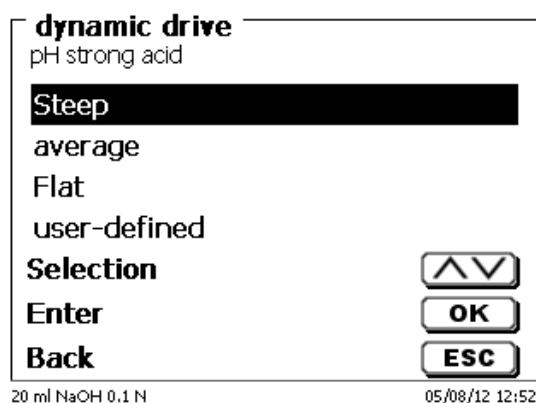 dynamic drive
pH strong acid
Steep
average
Flat
user-defined
Selection
Enter OK
Back ESC
20 ml NaOH 0.1 N 05/08/12 12:52